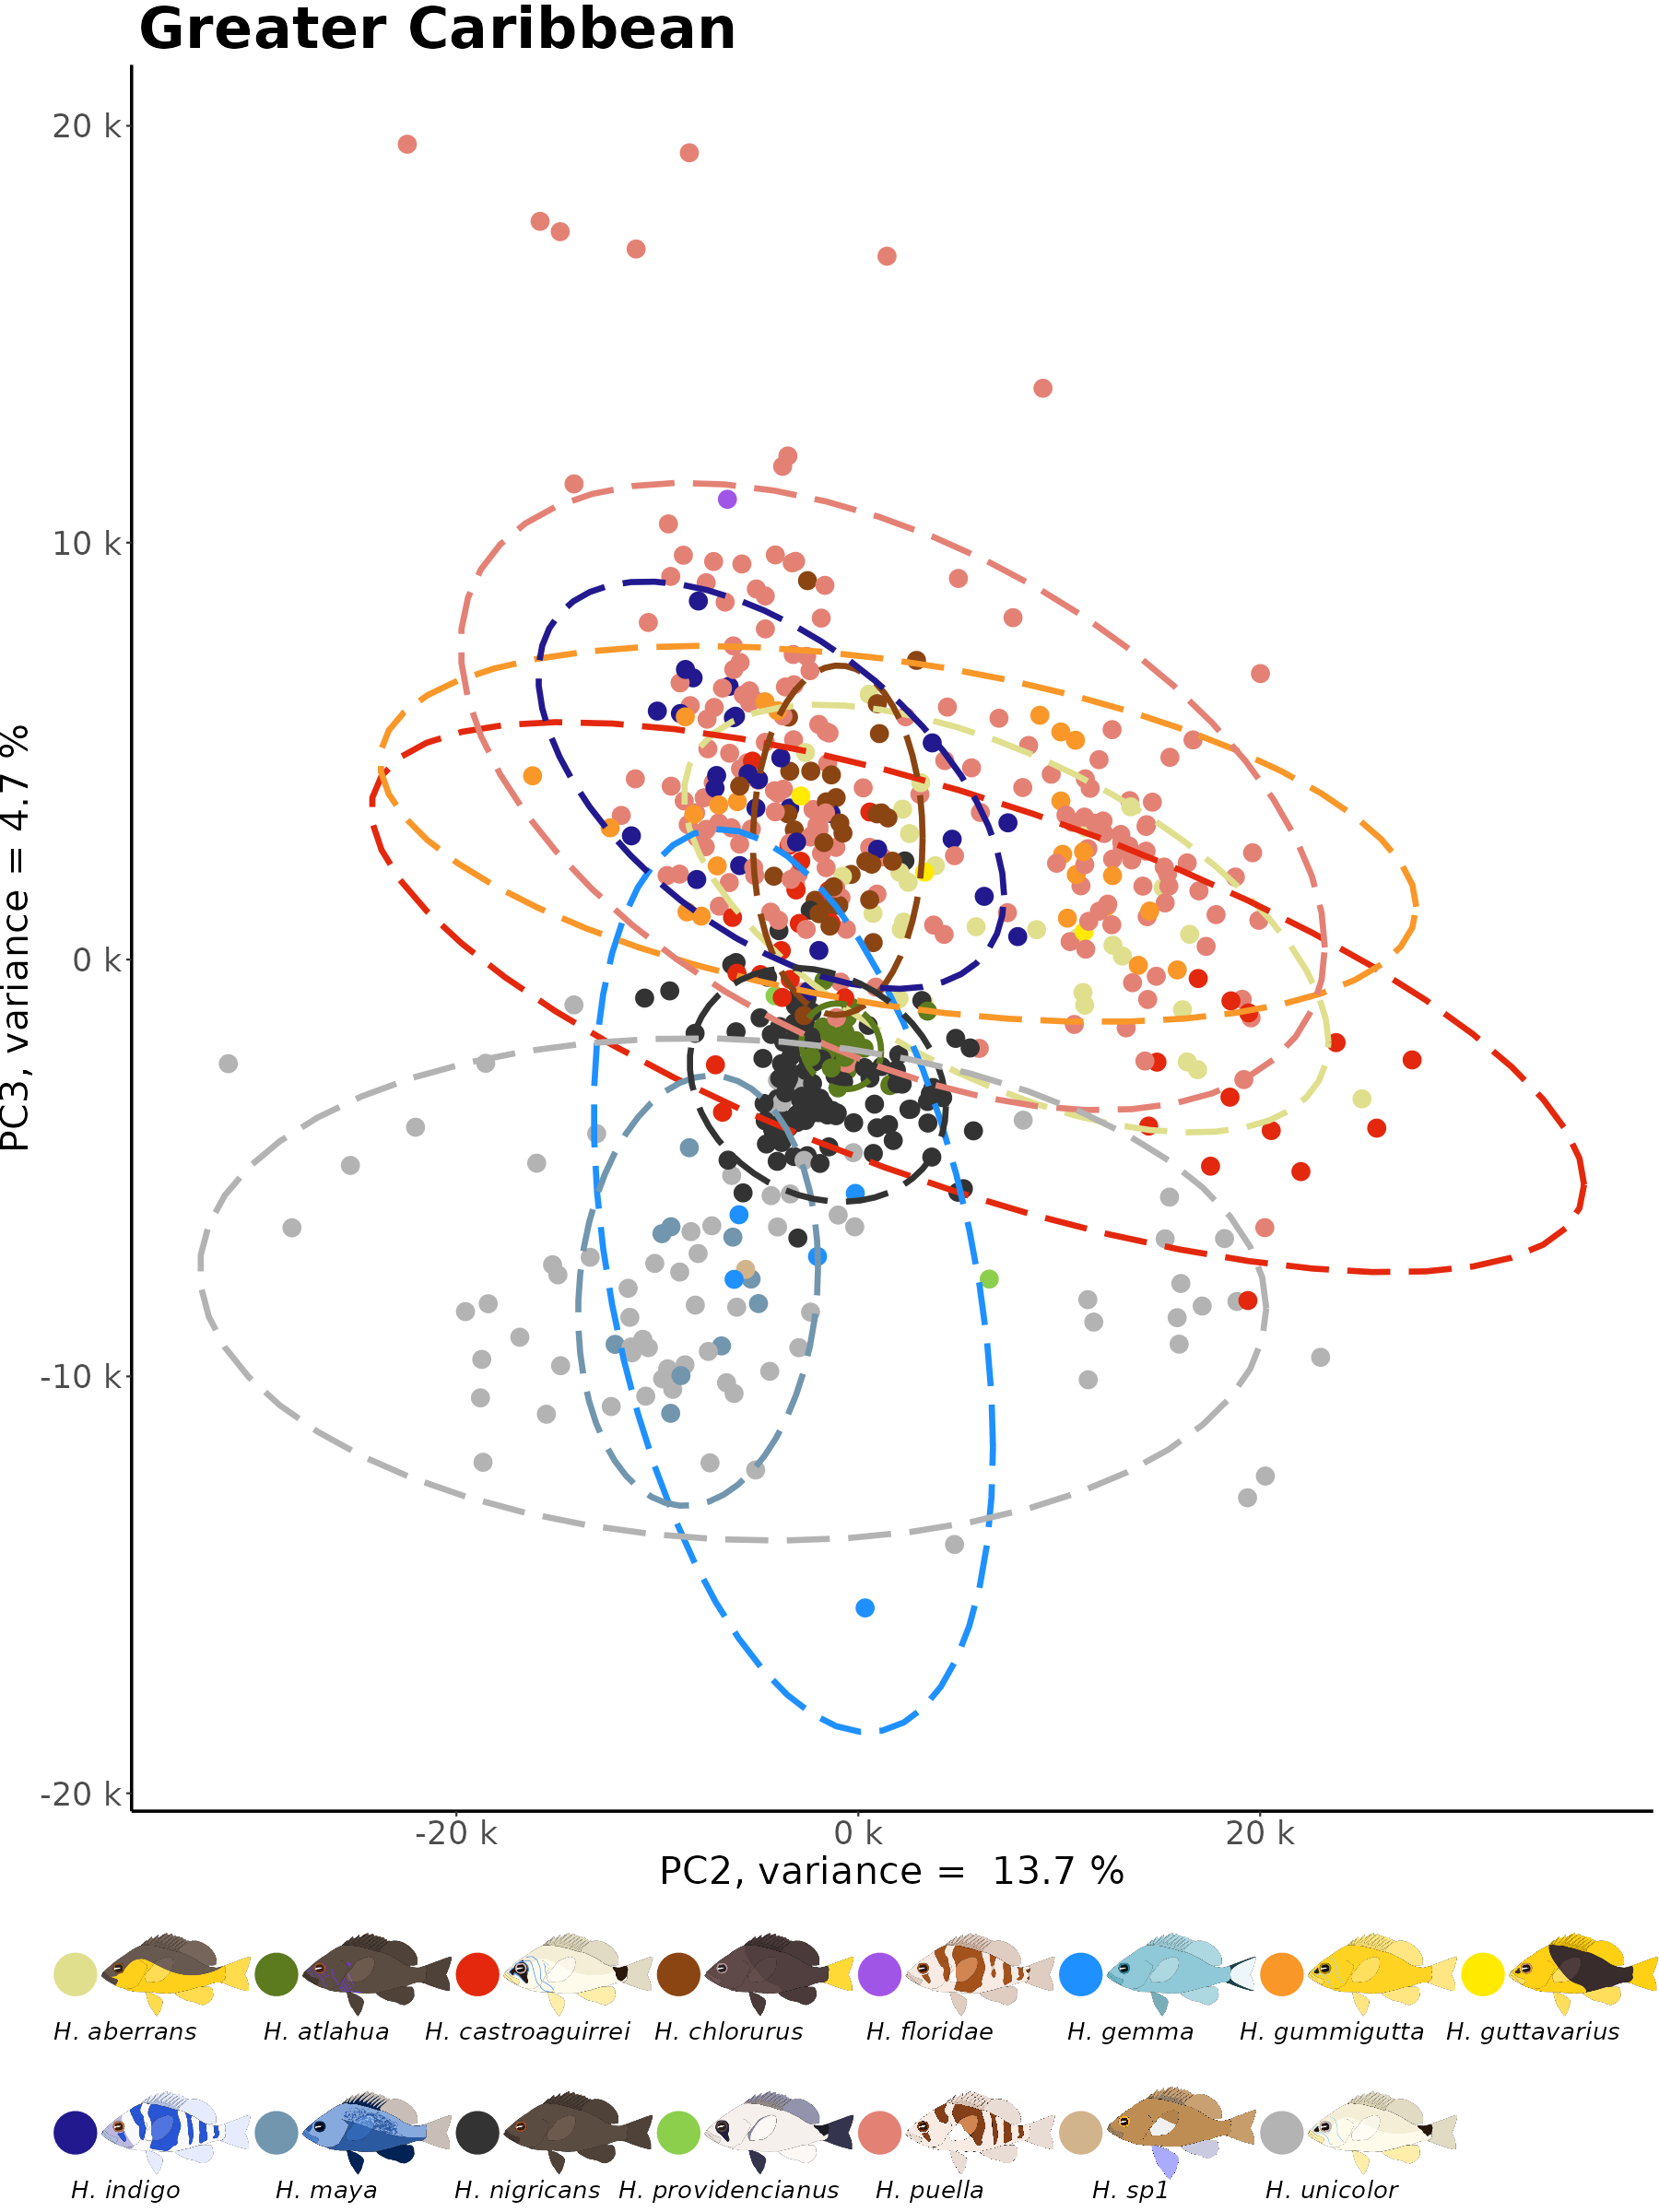 Greater Caribbean
20 k
10 k
0 k
-10 k
-20 k
PC3, variance = 4.7 %
-20 k 0 k 20 k
PC2, variance =  13.7 %
H. aberrans H. atlahua H. castroaguirrei H. chlorurus H. floridae H. gemma H. gummigutta H. guttavarius
H. indigo H. maya H. nigricans H. providencianus H. puella H. sp1 H. unicolor